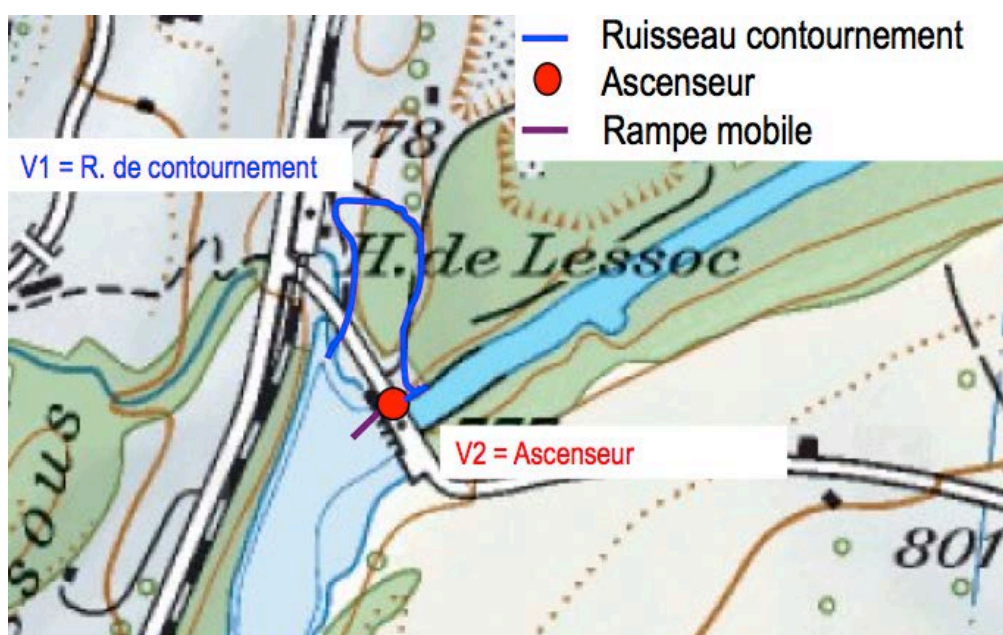 Ruisseau contournement
Ascenseur
Rampe mobile
778
V1 = R. de contournement
H. de Lessoc
V2 = Ascenseur
sous
801